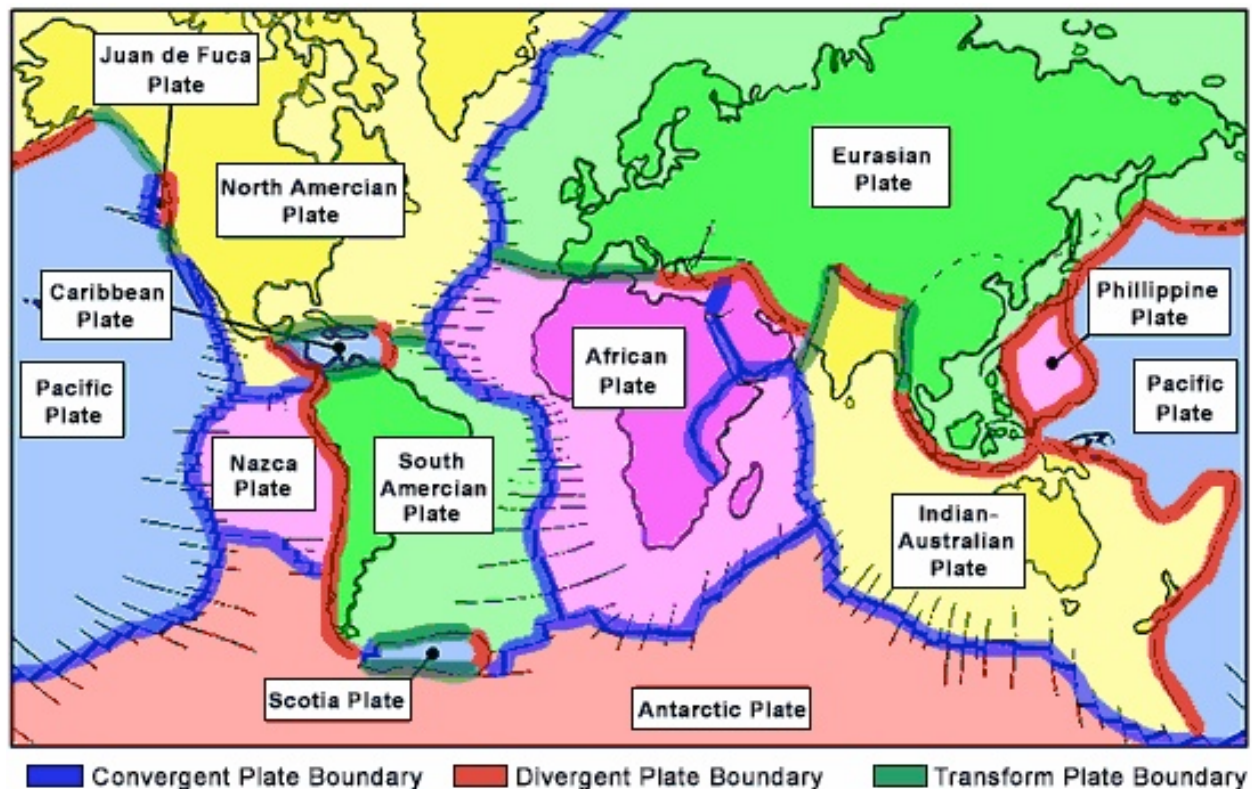 Juan de Fuca
Plate
North Amercian
Plate
Eurasian
Plate
Caribbean
Plate
Phillippine
Plate
African
Plate
Pacific
Plate
Pacific
Plate
Nazca
Plate
South
Amercian
Plate
Indian-
Australian
Plate
Scotia Plate
Antarctic Plate
Convergent Plate Boundary
Divergent Plate Boundary
Transform Plate Boundary